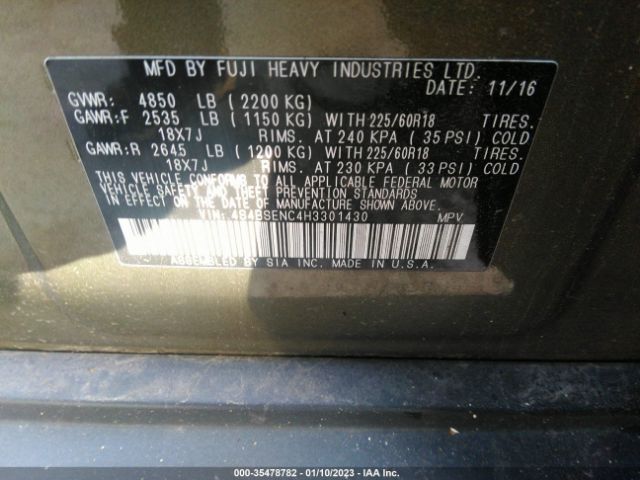 MFD BY FUJI HEAVY INDUSTRIES LTD.
DATE: 11/16
GVWR: 4850 LB (2200 KG)
GAWR:F 2535 LB (1150 KG) WITH 225/60R18 TIRES.
18X7J RIMS. AT 240 KPA (35 PSI) COLD
GAWR:R 2645 LB (1200 KG) WITH 225/60R18 TIRES.
18X7J RIMS. AT 230 KPA (33 PSI) COLD
THIS VEHICLE CONFORMS TO ALL APPLICABLE FEDERAL MOTOR
VEHICLE SAFETY AND THEFT PREVENTION STANDARDS IN EFFECT
ON THE DATE OF MANUFACTURE SHOWN ABOVE.
VIN: 4S4BSENC4H3301430 MPV
ASSEMBLED BY SIA INC. MADE IN U.S.A.
000-35478782 - 01/10/2023 - IAA Inc.